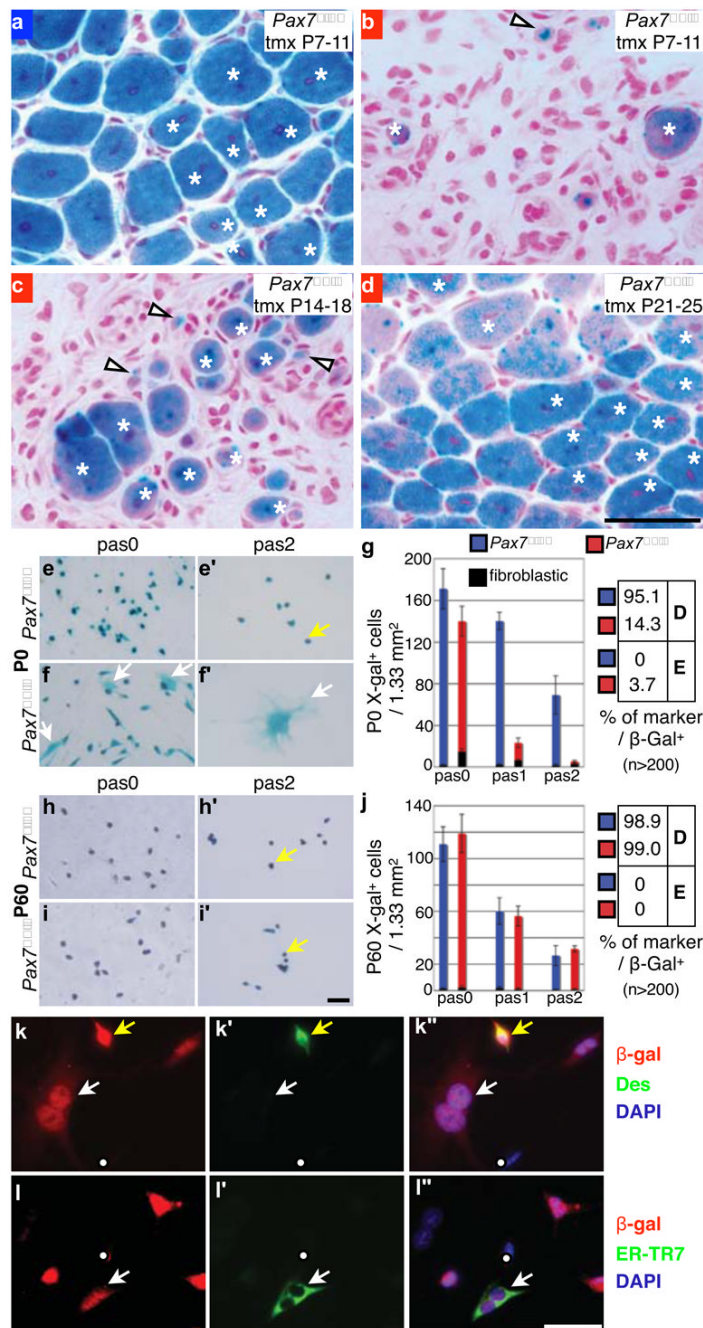 a
Pax7
tmx P7-11
b
Pax7
tmx P7-11
c
Pax7
tmx P14-18
d
Pax7
tmx P21-25
pas0
pas2
P0
Pax7
e
e'
Pax7
f
f'
g
Pax7
Pax7
fibroblastic
P0 X-gal⁺ cells
/ 1.33 mm²
200
160
120
80
40
0
pas0
pas1
pas2
95.1
14.3
D
0
3.7
E
% of marker
/ β-Gal⁺
(n>200)
pas0
pas2
P60
Pax7
h
h'
Pax7
i
i'
j
P60 X-gal⁺ cells
/ 1.33 mm²
140
120
100
80
60
40
20
0
pas0
pas1
pas2
98.9
99.0
D
0
0
E
% of marker
/ β-Gal⁺
(n>200)
k
k'
k"
β-gal
Des
DAPI
l
l'
l"
β-gal
ER-TR7
DAPI